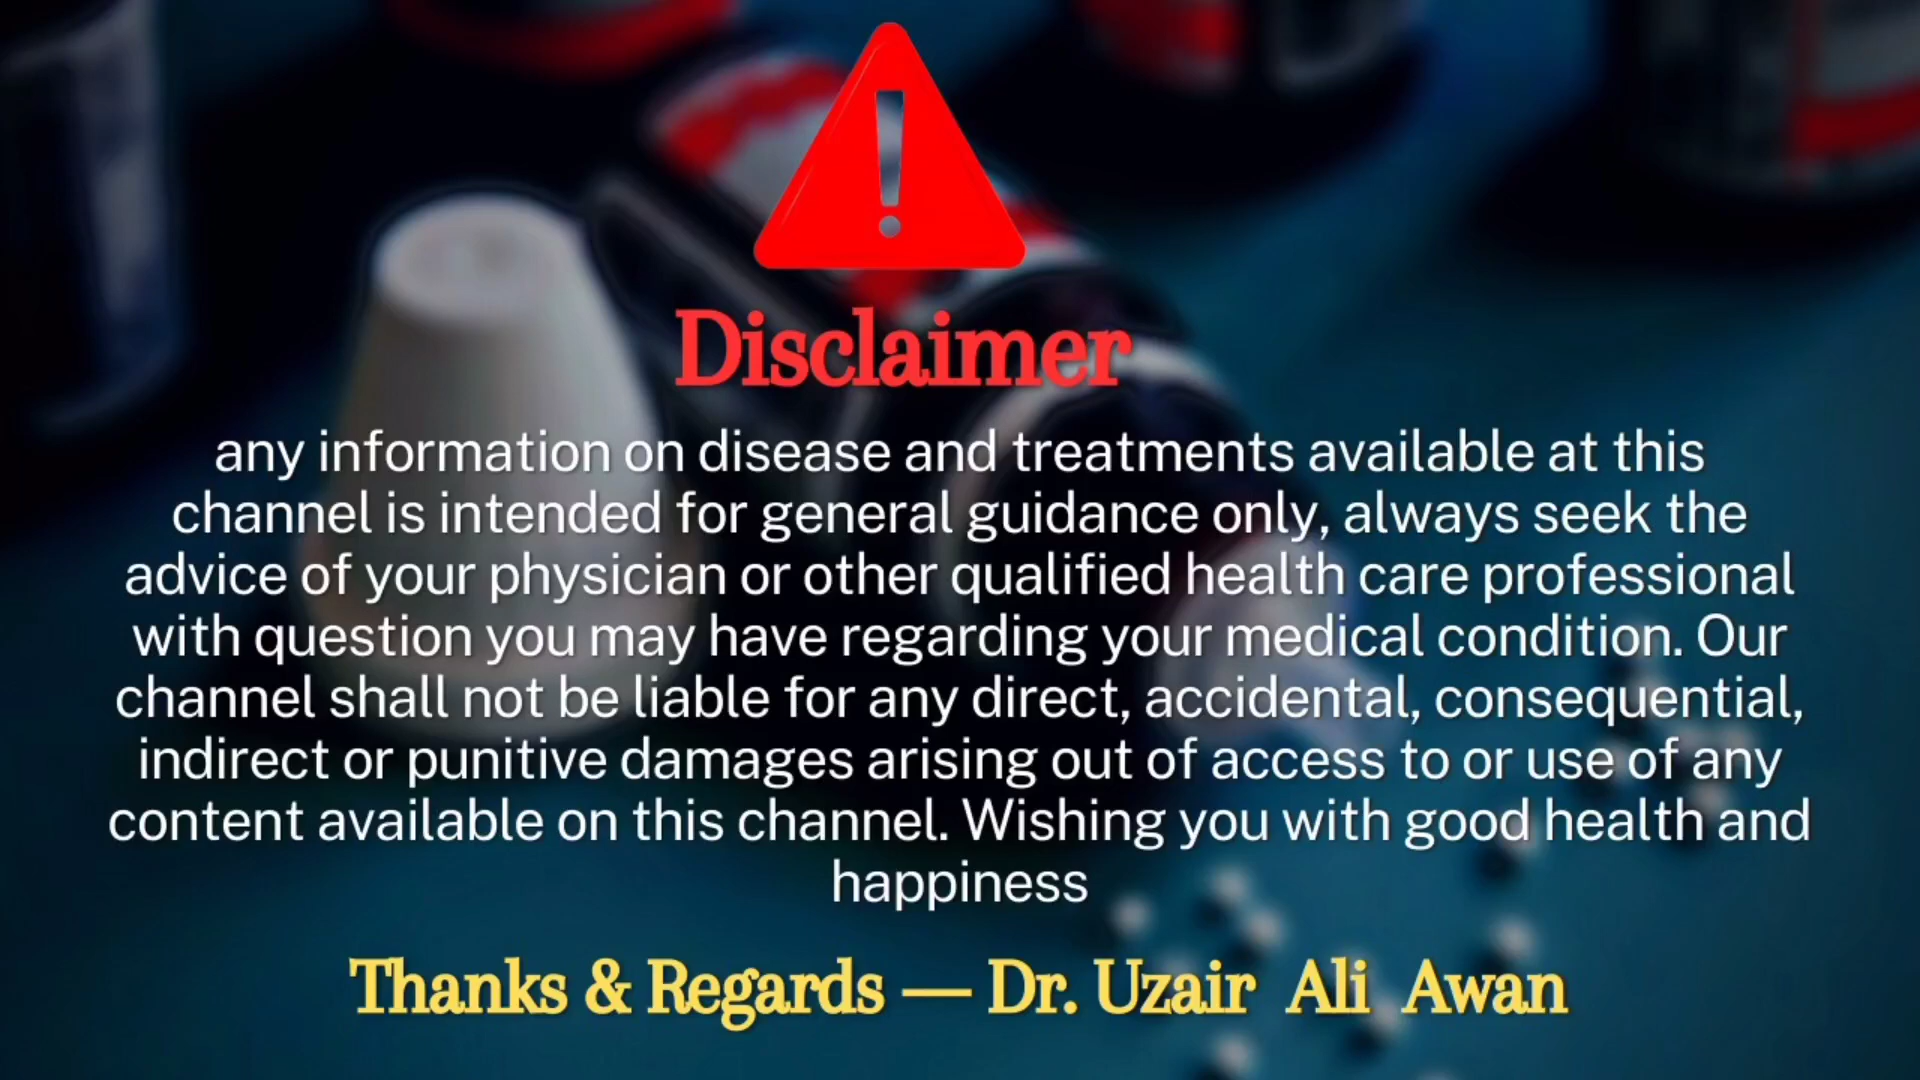 Disclaimer
any information on disease and treatments available at this
channel is intended for general guidance only, always seek the
advice of your physician or other qualified health care professional
with question you may have regarding your medical condition. Our
channel shall not be liable for any direct, accidental, consequential,
indirect or punitive damages arising out of access to or use of any
content available on this channel. Wishing you with good health and
happiness
Thanks & Regards — Dr. Uzair Ali Awan